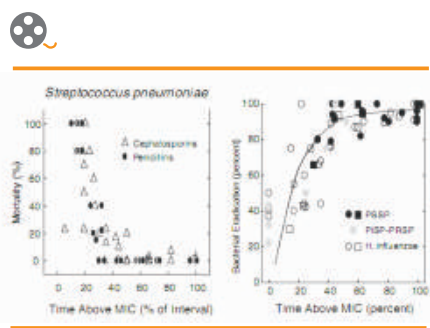 Streptococcus pneumoniae
Mortality (%)
100
80
60
40
20
0
Cephalosporins
Penicillins
0 20 40 60 80 100
Time Above MIC (% of Interval)
Bacterial Eradication (percent)
100
80
60
40
20
0
PSSP
PISP-PRSP
H. influenzae
0 20 40 60 80 100
Time Above MIC (percent)